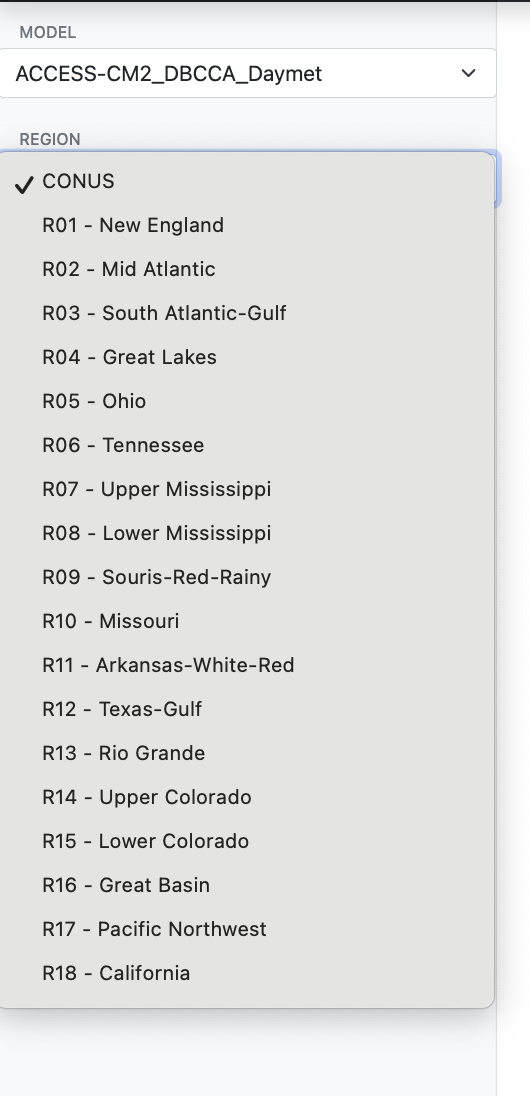 MODEL
ACCESS-CM2_DBCCA_Daymet
REGION
CONUS
R01 - New England
R02 - Mid Atlantic
R03 - South Atlantic-Gulf
R04 - Great Lakes
R05 - Ohio
R06 - Tennessee
R07 - Upper Mississippi
R08 - Lower Mississippi
R09 - Souris-Red-Rainy
R10 - Missouri
R11 - Arkansas-White-Red
R12 - Texas-Gulf
R13 - Rio Grande
R14 - Upper Colorado
R15 - Lower Colorado
R16 - Great Basin
R17 - Pacific Northwest
R18 - California